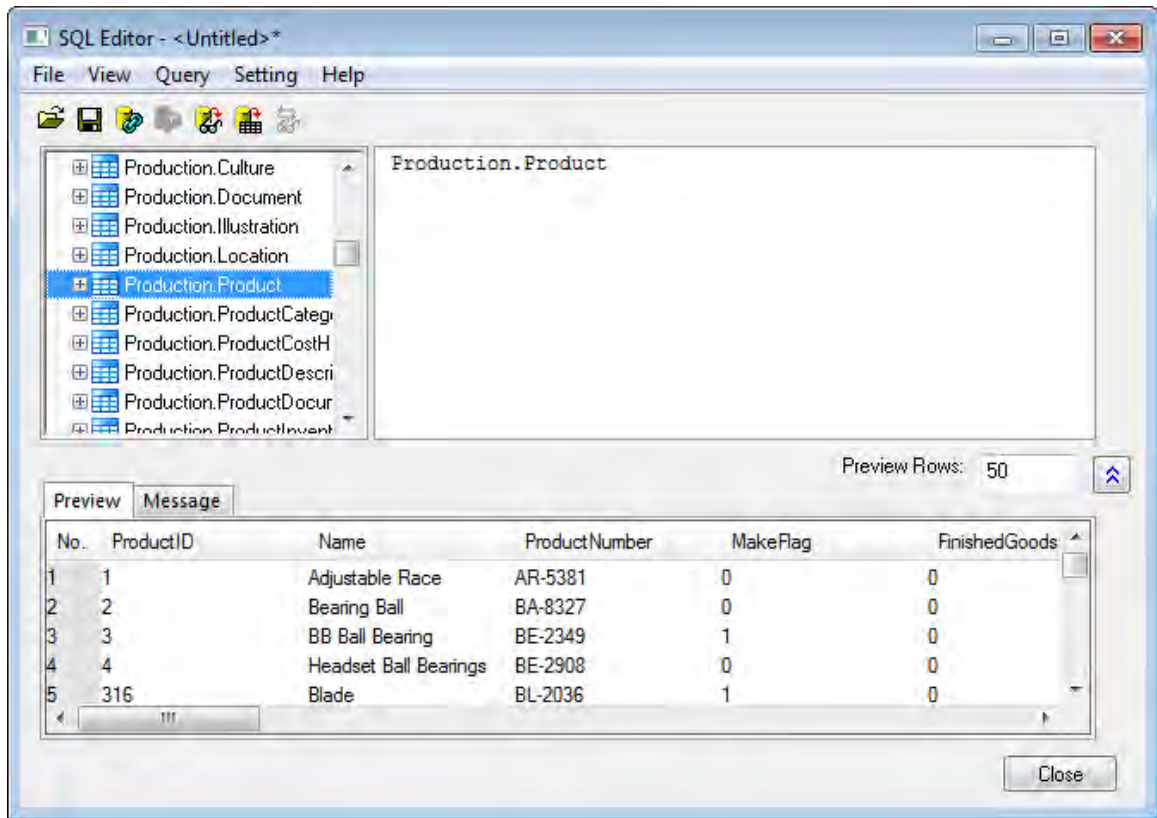 SQL Editor - <Untitled>*
File View Query Setting Help
Production.Culture
Production.Document
Production.Illustration
Production.Location
Production.Product
Production.ProductCateg
Production.ProductCostH
Production.ProductDescri
Production.ProductDocur
Production.ProductInvent
Production.Product
Preview Rows: 50
Preview Message
No. ProductID Name ProductNumber MakeFlag FinishedGoods
1 1 Adjustable Race AR-5381 0 0
2 2 Bearing Ball BA-8327 0 0
3 3 BB Ball Bearing BE-2349 1 0
4 4 Headset Ball Bearings BE-2908 0 0
5 316 Blade BL-2036 1 0
Close